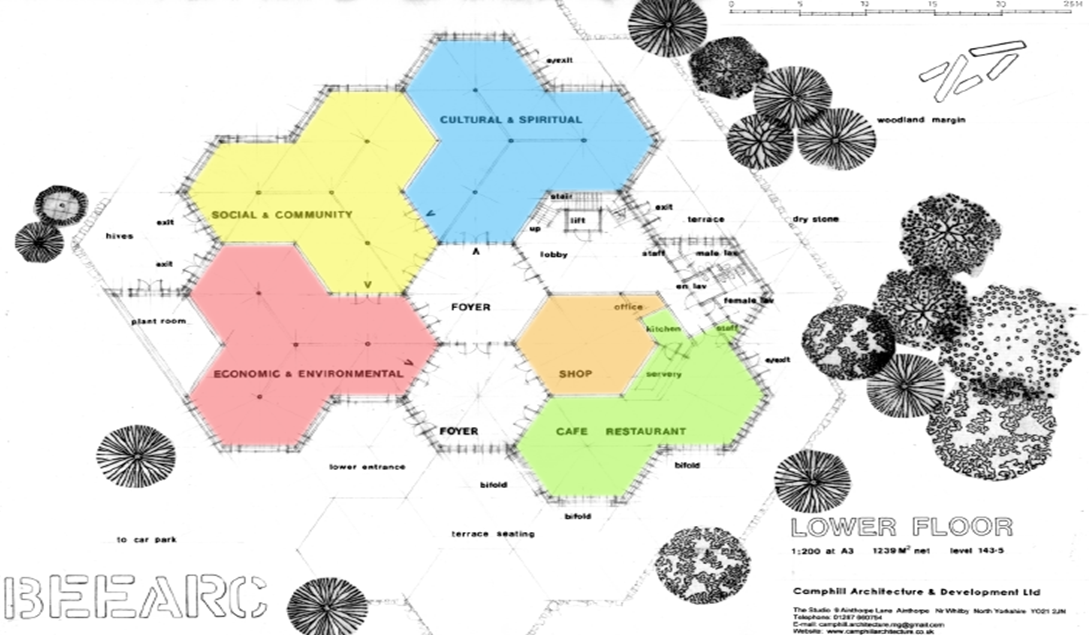 0 5 10 15 20 25M
e/exit
CULTURAL & SPIRITUAL
woodland margin
stair
exit
SOCIAL & COMMUNITY
lift
terrace
dry stone
exit
up
hives
lobby
staff
male lav
exit
en lav
female lav
FOYER
office
plant room
kitchen
staff
e/exit
ECONOMIC & ENVIRONMENTAL
SHOP
servery
FOYER
CAFE RESTAURANT
lower entrance
bifold
bifold
bifold
terrace seating
to car park
LOWER FLOOR
1:200 at A3 1239 M² net level 143·5
BEEARC
Camphill Architecture & Development Ltd
The Studio 9 Ainthorpe Lane Ainthorpe Nr Whitby North Yorkshire YO21 2JN
Telephone: 01287 660754
E-mail: camphill.architecture.mg@gmail.com
Website: www.camphillarchitecture.co.uk